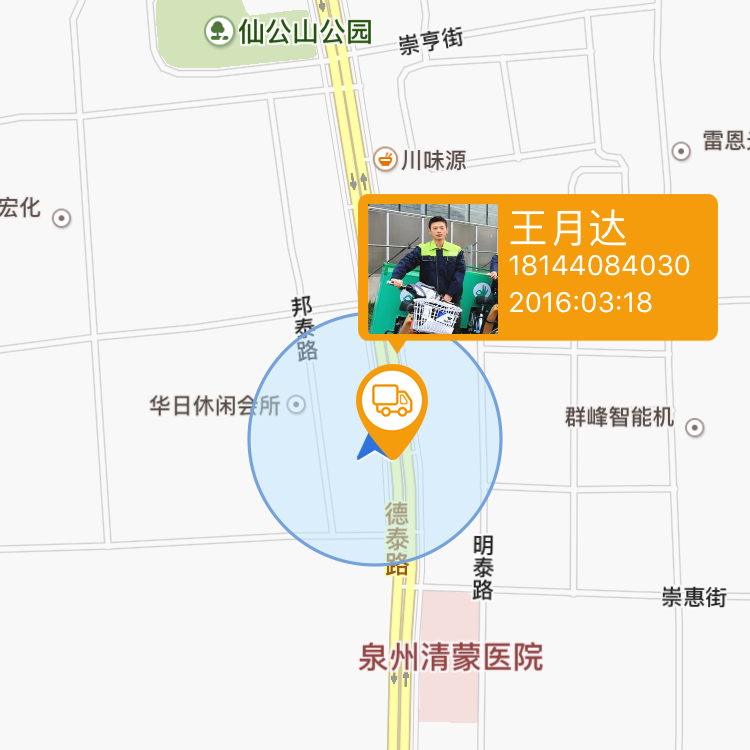 仙公山公园
崇亨街
川味源
雷恩
宏化
王月达
18144084030
2016:03:18
邦泰路
华日休闲会所
群峰智能机
德泰路
明泰路
崇惠街
泉州清蒙医院